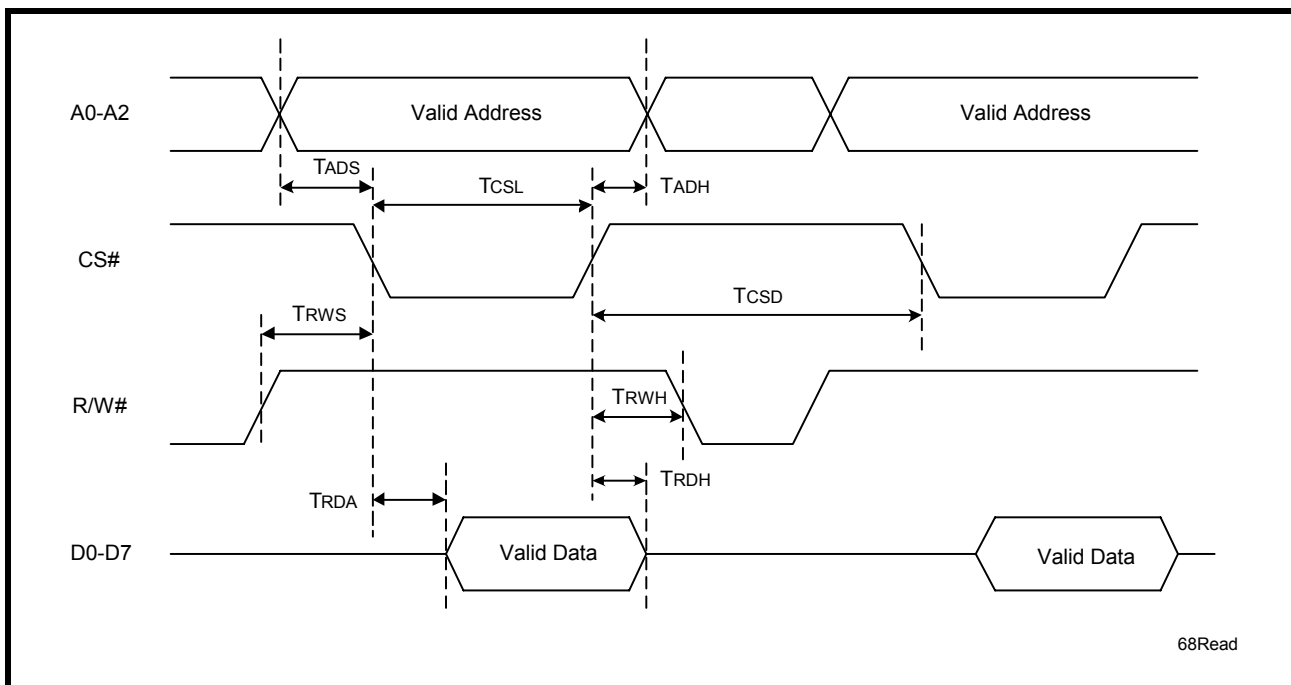 A0-A2
Valid Address
Valid Address
TADS
TCSL
TADH
CS#
TCSD
TRWS
R/W#
TRWH
TRDH
TRDA
D0-D7
Valid Data
Valid Data
68Read